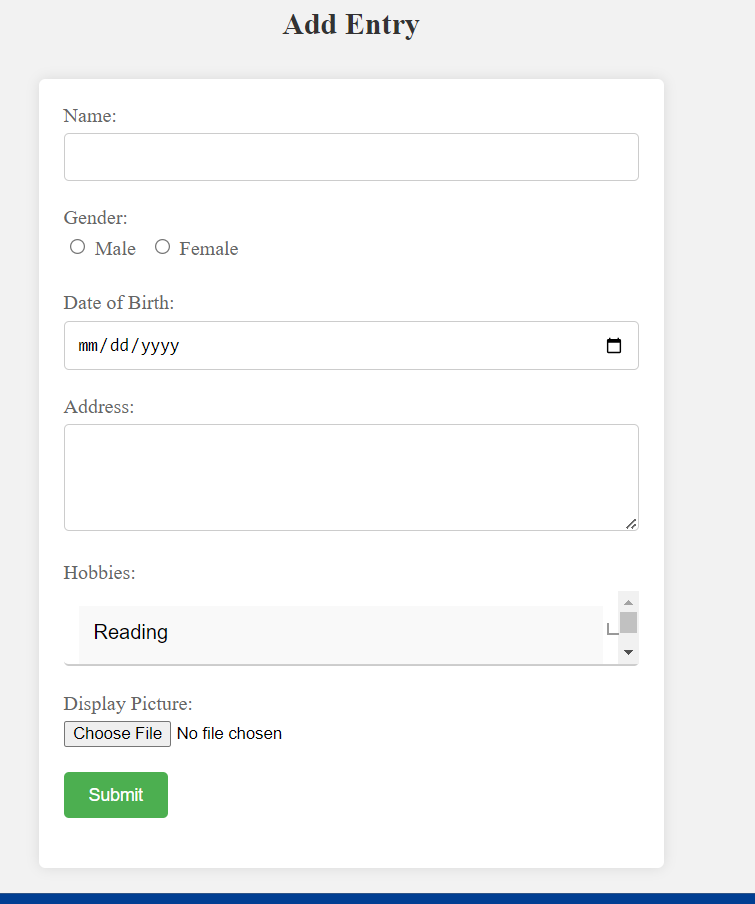 Add Entry
Name:
Gender:
Male Female
Date of Birth:
mm/dd/yyyy
Address:
Hobbies:
Reading
Display Picture:
Choose File No file chosen
Submit